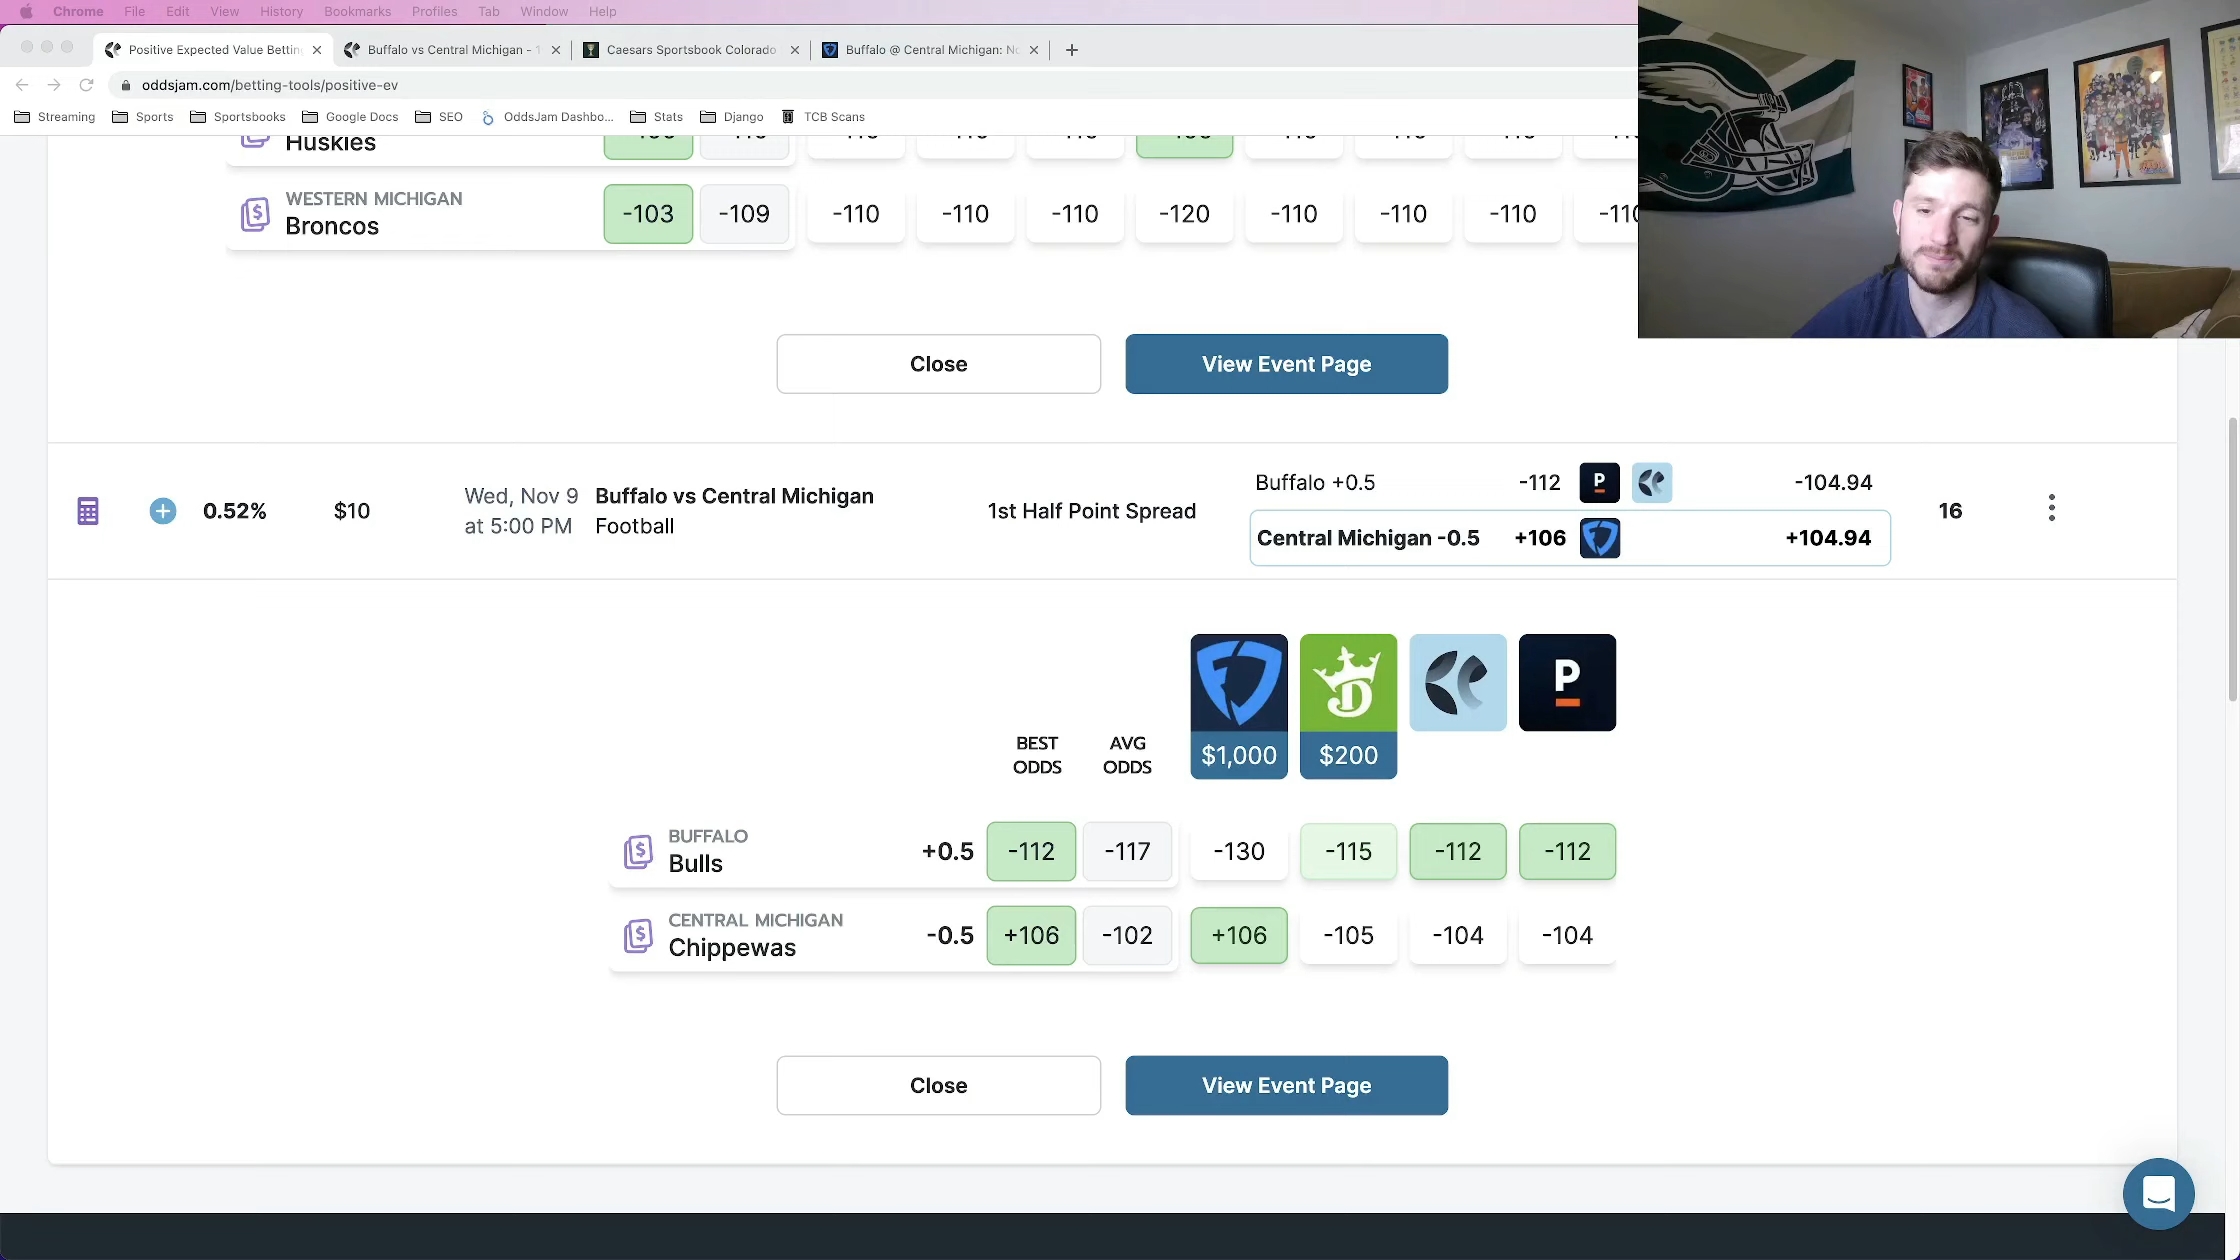 Chrome File Edit View History Bookmarks Profiles Tab Window Help
Positive Expected Value Bettin Buffalo vs Central Michigan - 1 Caesars Sportsbook Colorado Buffalo @ Central Michigan: No
oddsjam.com/betting-tools/positive-ev
Streaming Sports Sportsbooks Google Docs SEO OddsJam Dashbo... Stats Django TCB Scans
Huskies
WESTERN MICHIGAN
Broncos
-103 -109 -110 -110 -110 -120 -110 -110 -110 -110
Close View Event Page
0.52% $10
Wed, Nov 9
at 5:00 PM
Buffalo vs Central Michigan
Football
1st Half Point Spread
Buffalo +0.5 -112 P -104.94
Central Michigan -0.5 +106 +104.94
16
P
$1,000 $200
BEST
ODDS
AVG
ODDS
BUFFALO
Bulls
+0.5 -112 -117 -130 -115 -112 -112
CENTRAL MICHIGAN
Chippewas
-0.5 +106 -102 +106 -105 -104 -104
Close View Event Page